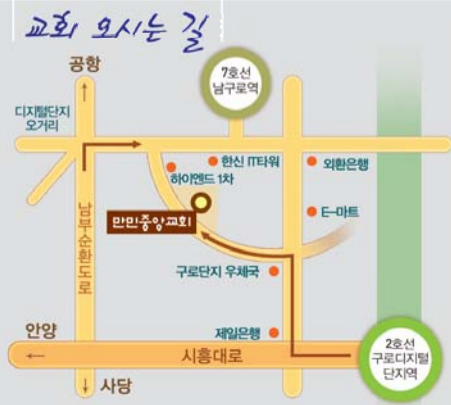 교회 오시는 길
공항
7호선
남구로역
디지털단지
오거리
한신 IT타워
하이엔드 1차
외환은행
만민중앙교회
E-마트
남부순환도로
구로단지 우체국
제일은행
안양
시흥대로
2호선
구로디지털
단지역
사당